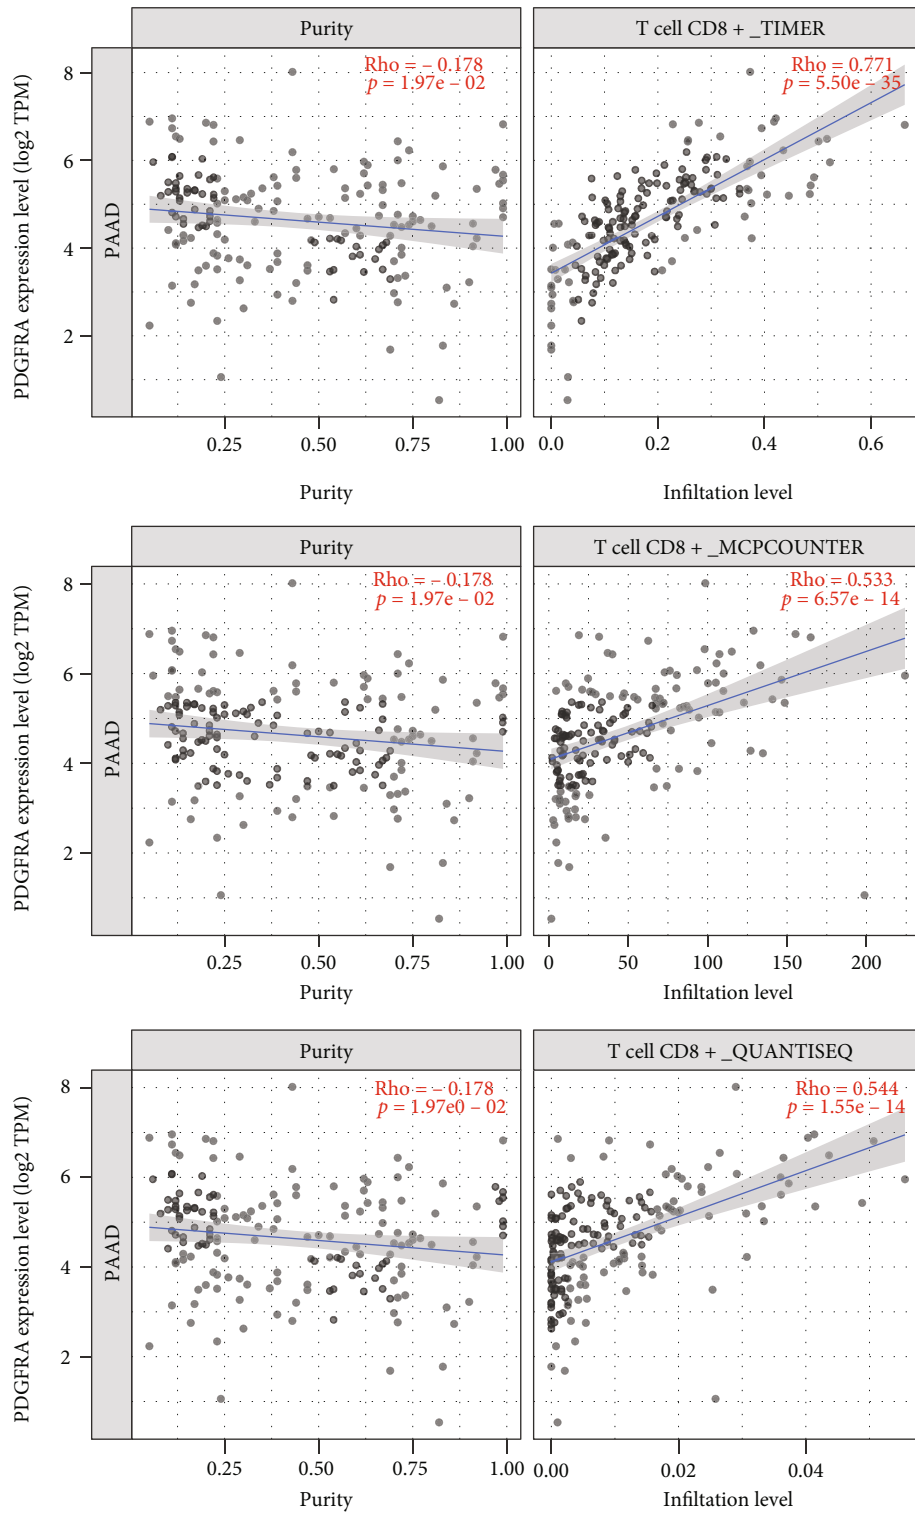 Purity
T cell CD8 + _TIMER
PDGFRA expression level (log2 TPM)
PAAD
8
6
4
2
Rho = – 0.178
p = 1.97e – 02
Rho = 0.771
p = 5.50e – 35
0.25
0.50
0.75
1.00
0.0
0.2
0.4
0.6
Purity
Infiltation level
Purity
T cell CD8 + _MCPCOUNTER
PDGFRA expression level (log2 TPM)
PAAD
8
6
4
2
Rho = – 0.178
p = 1.97e – 02
Rho = 0.533
p = 6.57e – 14
0.25
0.50
0.75
1.00
0
50
100
150
200
Purity
Infiltation level
Purity
T cell CD8 + _QUANTISEQ
PDGFRA expression level (log2 TPM)
PAAD
8
6
4
2
Rho = – 0.178
p = 1.97e0 – 02
Rho = 0.544
p = 1.55e – 14
0.25
0.50
0.75
1.00
0.00
0.02
0.04
Purity
Infiltation level